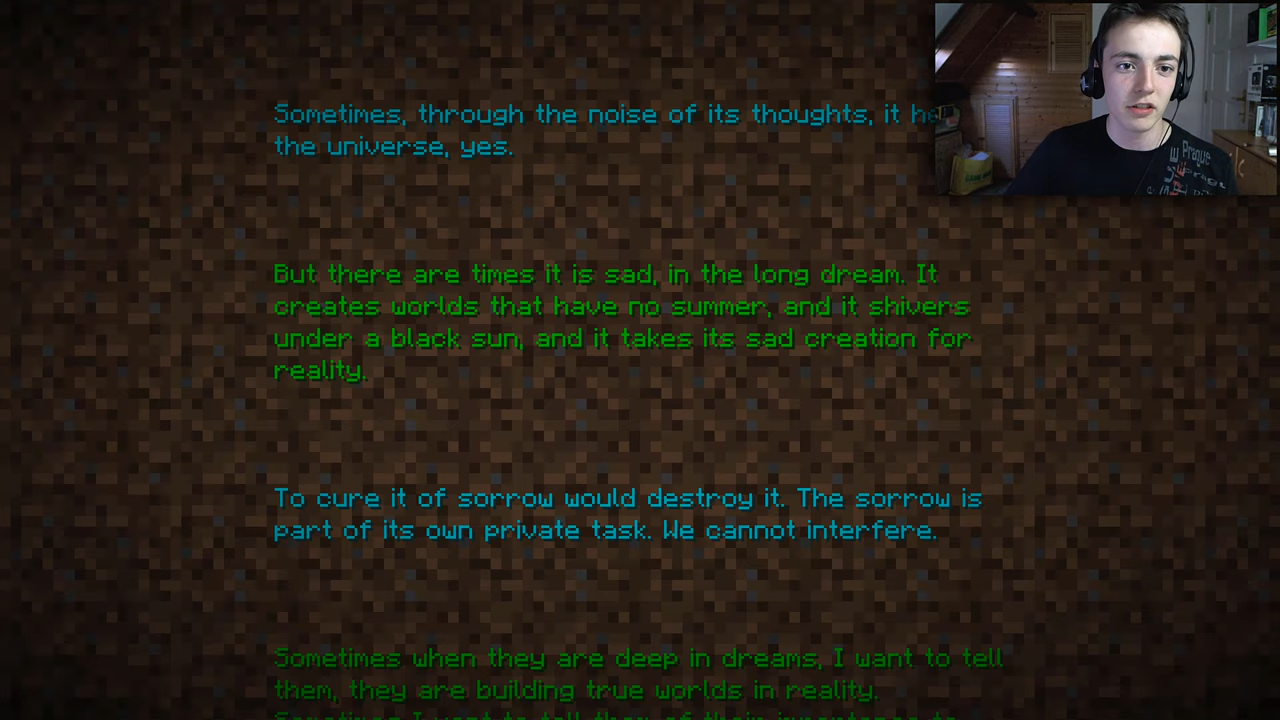 Sometimes, through the noise of its thoughts, it
the universe, yes.
But there are times it is sad, in the long dream. It
creates worlds that have no summer, and it shivers
under a black sun, and it takes its sad creation for
reality.
To cure it of sorrow would destroy it. The sorrow is
part of its own private task. We cannot interfere.
Sometimes when they are deep in dreams, I want to tell
them, they are building true worlds in reality.
Prague